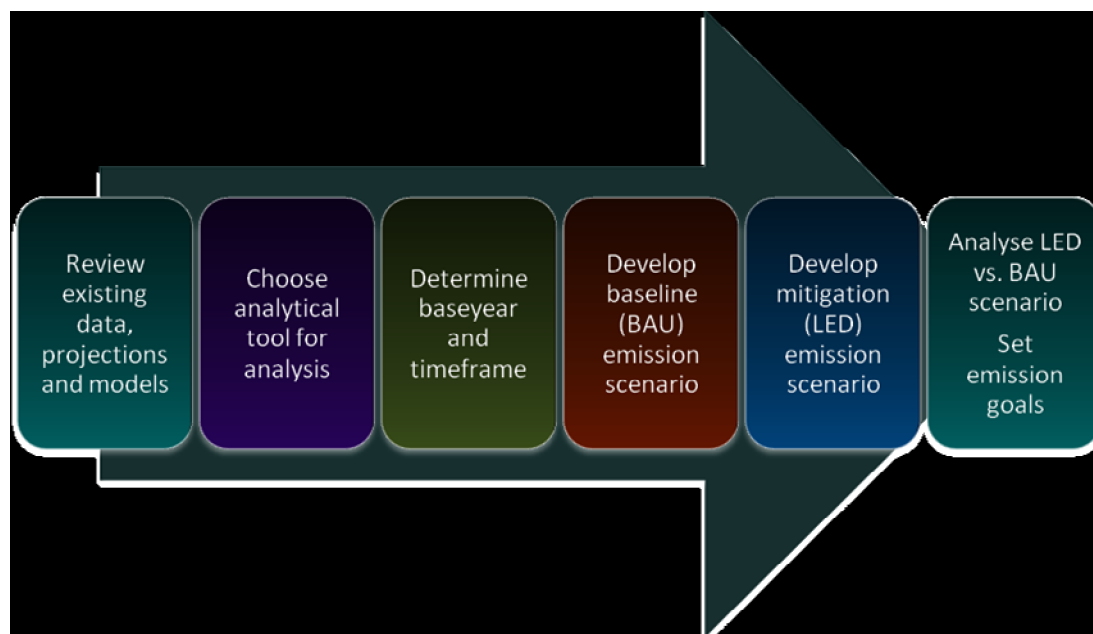 Review
existing
data,
projections
and models
Choose
analytical
tool for
analysis
Determine
baseyear
and
timeframe
Develop
baseline
(BAU)
emission
scenario
Develop
mitigation
(LED)
emission
scenario
Analyse LED
vs. BAU
scenario
Set
emission
goals